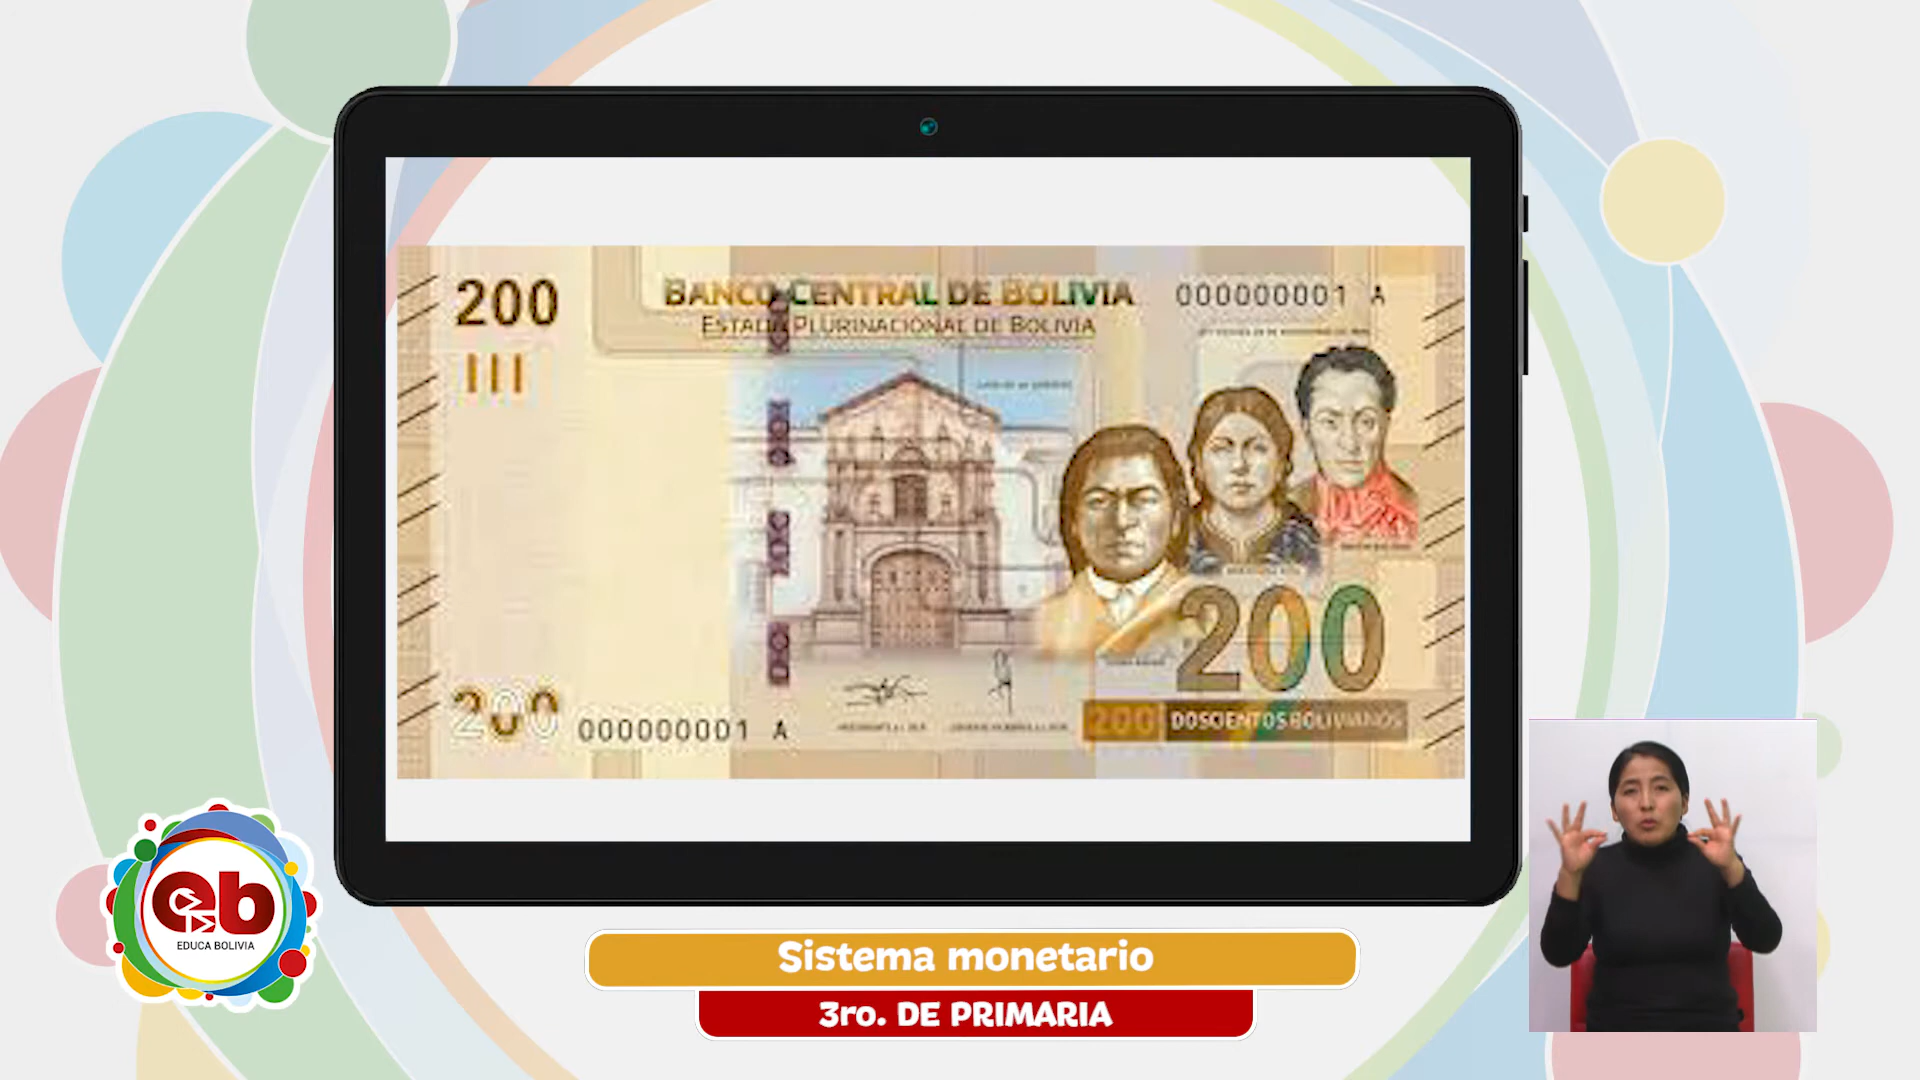 200
BANCO CENTRAL DE BOLIVIA
ESTADO PLURINACIONAL DE BOLIVIA
000000001 A
200
200
000000001 A
200 DOSCIENTOS BOLIVIANOS
eb
EDUCA BOLIVIA
Sistema monetario
3ro. DE PRIMARIA